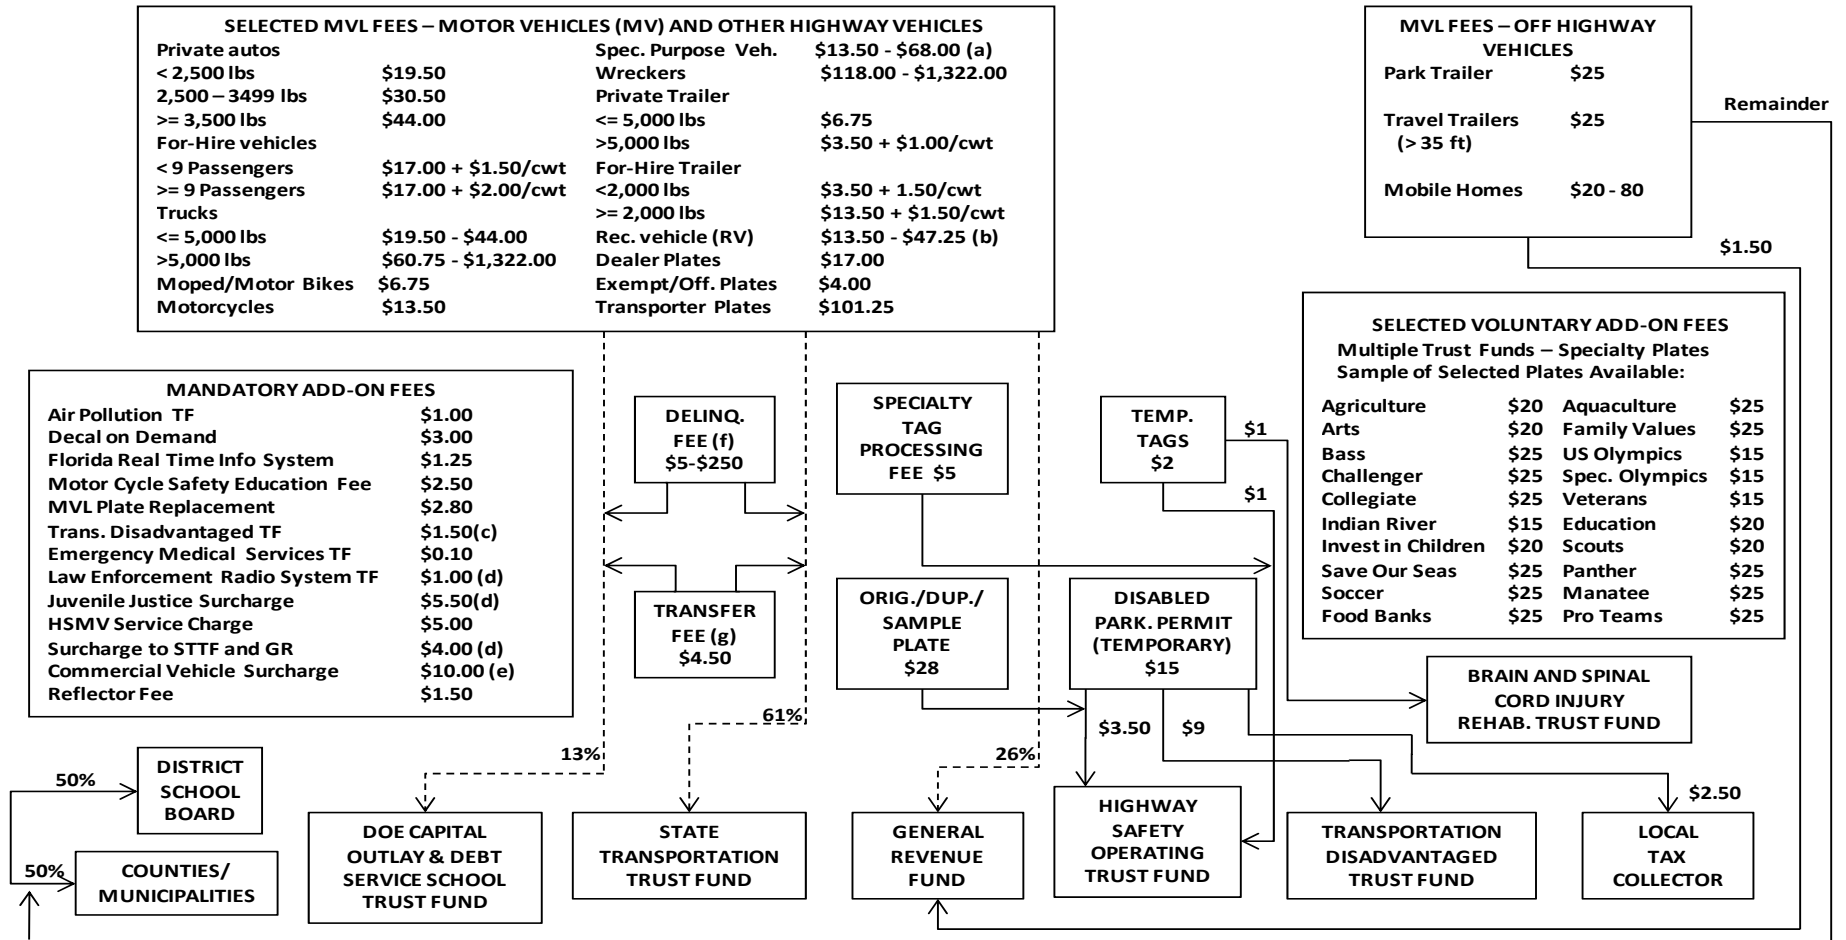 SELECTED MVL FEES – MOTOR VEHICLES (MV) AND OTHER HIGHWAY VEHICLES
Private autos
< 2,500 lbs $19.50
2,500 – 3499 lbs $30.50
>= 3,500 lbs $44.00
For-Hire vehicles
< 9 Passengers $17.00 + $1.50/cwt
>= 9 Passengers $17.00 + $2.00/cwt
Trucks
<= 5,000 lbs $19.50 - $44.00
>5,000 lbs $60.75 - $1,322.00
Moped/Motor Bikes $6.75
Motorcycles $13.50
Spec. Purpose Veh. $13.50 - $68.00 (a)
Wreckers $118.00 - $1,322.00
Private Trailer
<= 5,000 lbs $6.75
>5,000 lbs $3.50 + $1.00/cwt
For-Hire Trailer
<2,000 lbs $3.50 + 1.50/cwt
>= 2,000 lbs $13.50 + $1.50/cwt
Rec. vehicle (RV) $13.50 - $47.25 (b)
Dealer Plates $17.00
Exempt/Off. Plates $4.00
Transporter Plates $101.25
MVL FEES – OFF HIGHWAY
VEHICLES
Park Trailer $25
Travel Trailers $25
(> 35 ft)
Mobile Homes $20 - 80
Remainder
$1.50
MANDATORY ADD-ON FEES
Air Pollution TF $1.00
Decal on Demand $3.00
Florida Real Time Info System $1.25
Motor Cycle Safety Education Fee $2.50
MVL Plate Replacement $2.80
Trans. Disadvantaged TF $1.50(c)
Emergency Medical Services TF $0.10
Law Enforcement Radio System TF $1.00 (d)
Juvenile Justice Surcharge $5.50(d)
HSMV Service Charge $5.00
Surcharge to STTF and GR $4.00 (d)
Commercial Vehicle Surcharge $10.00 (e)
Reflector Fee $1.50
DELINQ.
FEE (f)
$5-$250
TRANSFER
FEE (g)
$4.50
SPECIALTY
TAG
PROCESSING
FEE $5
ORIG./DUP./
SAMPLE
PLATE
$28
TEMP.
TAGS
$2
$1
$1
DISABLED
PARK. PERMIT
(TEMPORARY)
$15
SELECTED VOLUNTARY ADD-ON FEES
Multiple Trust Funds – Specialty Plates
Sample of Selected Plates Available:
Agriculture $20 Aquaculture $25
Arts $20 Family Values $25
Bass $25 US Olympics $15
Challenger $25 Spec. Olympics $15
Collegiate $25 Veterans $15
Indian River $15 Education $20
Invest in Children $20 Scouts $20
Save Our Seas $25 Panther $25
Soccer $25 Manatee $25
Food Banks $25 Pro Teams $25
BRAIN AND SPINAL
CORD INJURY
REHAB. TRUST FUND
13%
61%
26%
$3.50
$9
$2.50
50%
DISTRICT
SCHOOL
BOARD
50%
COUNTIES/
MUNICIPALITIES
DOE CAPITAL
OUTLAY & DEBT
SERVICE SCHOOL
TRUST FUND
STATE
TRANSPORTATION
TRUST FUND
GENERAL
REVENUE
FUND
HIGHWAY
SAFETY
OPERATING
TRUST FUND
TRANSPORTATION
DISADVANTAGED
TRUST FUND
LOCAL
TAX
COLLECTOR